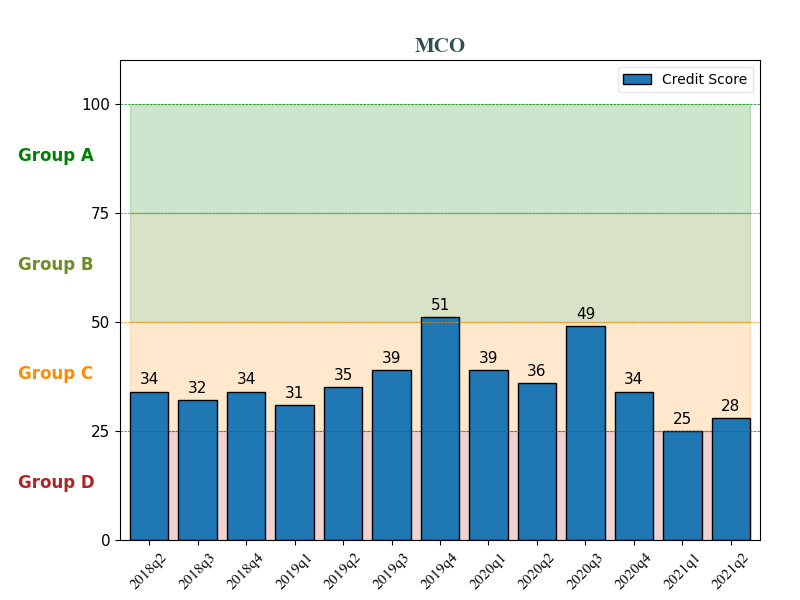 MCO
Credit Score
100
Group A
75
Group B
50
Group C
25
Group D
0
34
32
34
31
35
39
51
39
36
49
34
25
28
2018q2
2018q3
2018q4
2019q1
2019q2
2019q3
2019q4
2020q1
2020q2
2020q3
2020q4
2021q1
2021q2